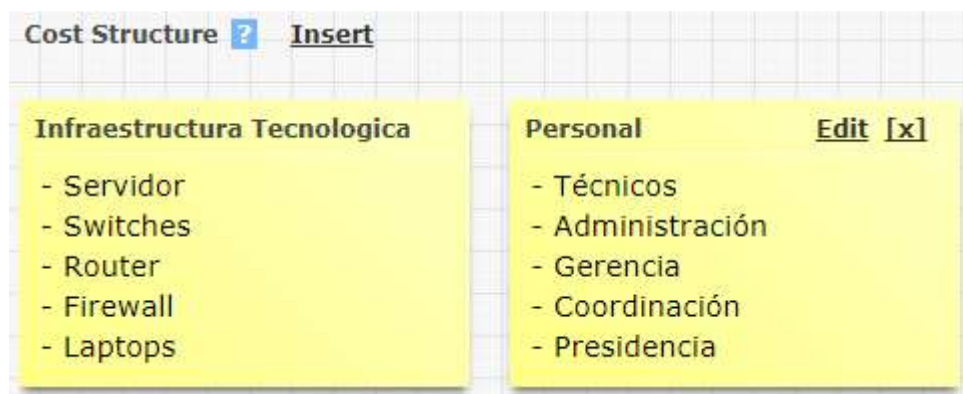 Cost Structure ? Insert
Infraestructura Tecnologica
- Servidor
- Switches
- Router
- Firewall
- Laptops
Personal Edit [x]
- Técnicos
- Administración
- Gerencia
- Coordinación
- Presidencia